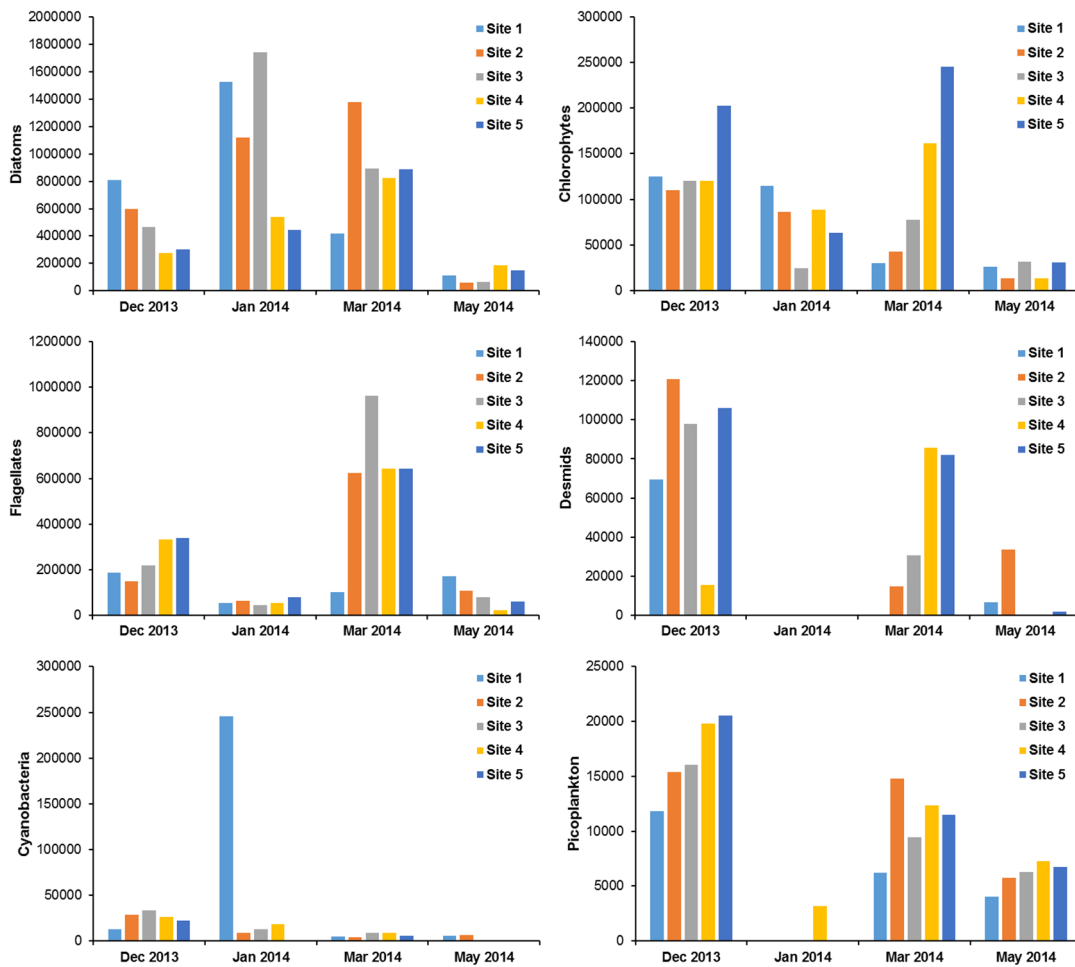 Diatoms
2000000
1800000
1600000
1400000
1200000
1000000
800000
600000
400000
200000
0
Dec 2013 Jan 2014 Mar 2014 May 2014
Site 1
Site 2
Site 3
Site 4
Site 5
Chlorophytes
300000
250000
200000
150000
100000
50000
0
Dec 2013 Jan 2014 Mar 2014 May 2014
Site 1
Site 2
Site 3
Site 4
Site 5
Flagellates
1200000
1000000
800000
600000
400000
200000
0
Dec 2013 Jan 2014 Mar 2014 May 2014
Site 1
Site 2
Site 3
Site 4
Site 5
Desmids
140000
120000
100000
80000
60000
40000
20000
0
Dec 2013 Jan 2014 Mar 2014 May 2014
Site 1
Site 2
Site 3
Site 4
Site 5
Cyanobacteria
300000
250000
200000
150000
100000
50000
0
Dec 2013 Jan 2014 Mar 2014 May 2014
Site 1
Site 2
Site 3
Site 4
Site 5
Picoplankton
25000
20000
15000
10000
5000
0
Dec 2013 Jan 2014 Mar 2014 May 2014
Site 1
Site 2
Site 3
Site 4
Site 5